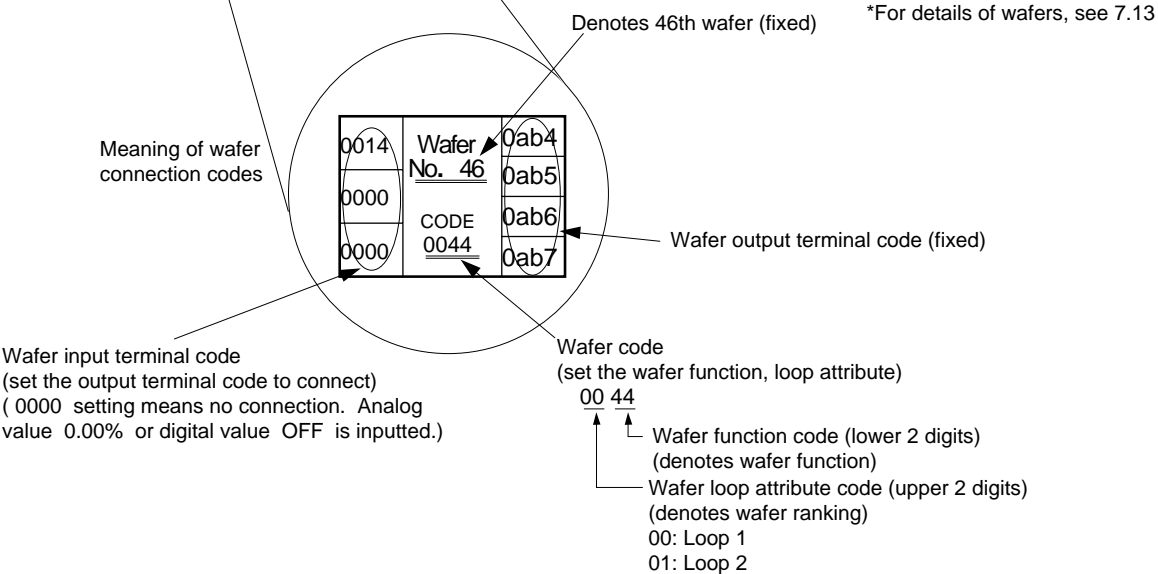 *For details of wafers, see 7.13
Denotes 46th wafer (fixed)
Meaning of wafer
connection codes
0014
0000
0000
Wafer
No. 46
CODE
0044
0ab4
0ab5
0ab6
0ab7
Wafer output terminal code (fixed)
Wafer input terminal code
(set the output terminal code to connect)
( 0000 setting means no connection. Analog
value 0.00% or digital value OFF is inputted.)
Wafer code
(set the wafer function, loop attribute)
00 44
Wafer function code (lower 2 digits)
(denotes wafer function)
Wafer loop attribute code (upper 2 digits)
(denotes wafer ranking)
00: Loop 1
01: Loop 2